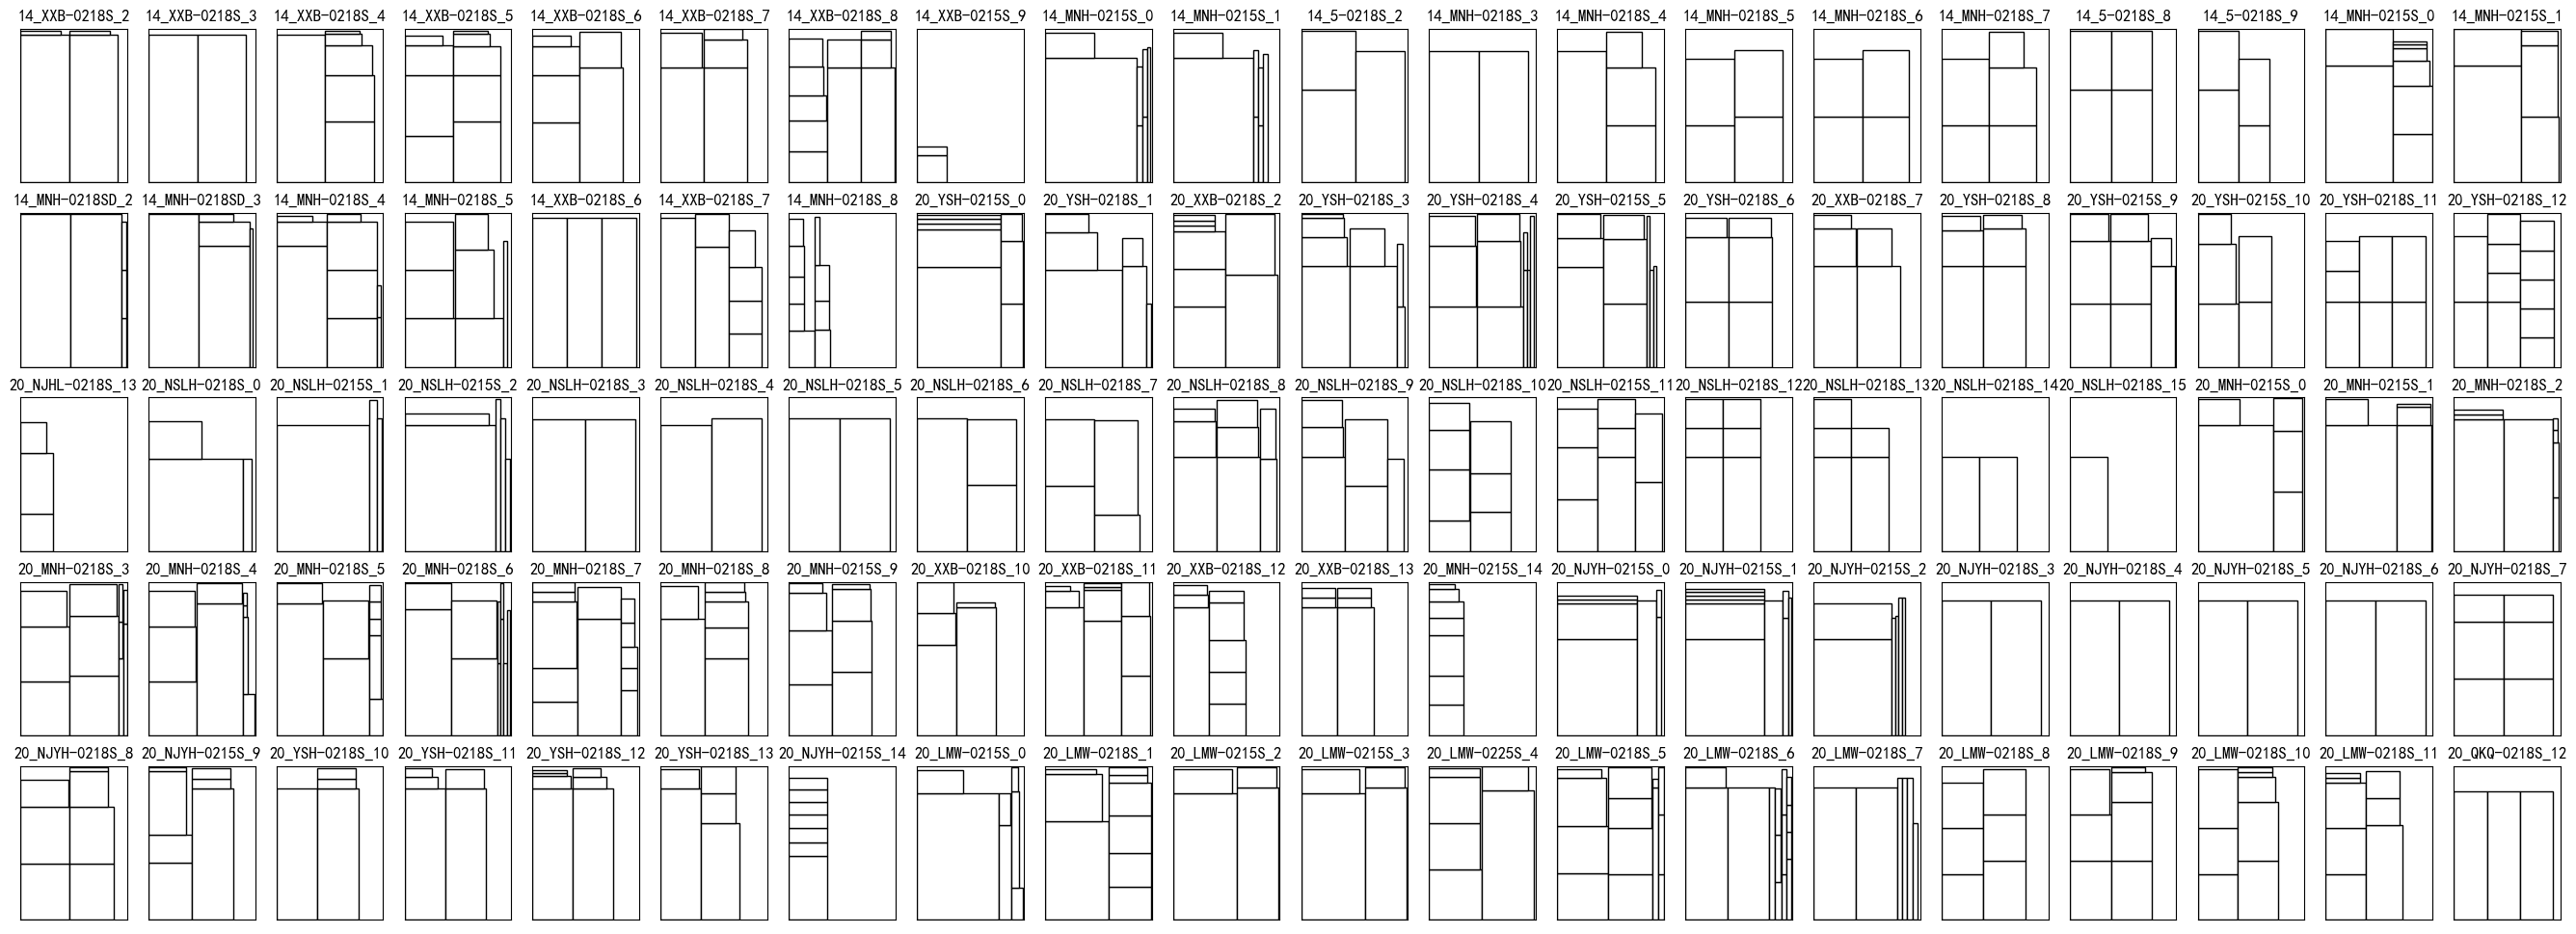 14_XXB-0218S_2 14_XXB-0218S_3 14_XXB-0218S_4 14_XXB-0218S_5 14_XXB-0218S_6 14_XXB-0218S_7 14_XXB-0218S_8 14_XXB-0215S_9 14_MNH-0215S_0 14_MNH-0215S_1 14_5-0218S_2 14_MNH-0218S_3 14_MNH-0218S_4 14_MNH-0218S_5 14_MNH-0218S_6 14_MNH-0218S_7 14_5-0218S_8 14_5-0218S_9 14_MNH-0215S_0 14_MNH-0215S_1
14_MNH-0218SD_2 14_MNH-0218SD_3 14_MNH-0218S_4 14_MNH-0218S_5 14_XXB-0218S_6 14_XXB-0218S_7 14_MNH-0218S_8 20_YSH-0215S_0 20_YSH-0218S_1 20_XXB-0218S_2 20_YSH-0218S_3 20_YSH-0218S_4 20_YSH-0215S_5 20_YSH-0218S_6 20_XXB-0218S_7 20_YSH-0218S_8 20_YSH-0215S_9 20_YSH-0215S_10 20_YSH-0218S_11 20_YSH-0218S_12
20_NJHL-0218S_13 20_NSLH-0218S_0 20_NSLH-0215S_1 20_NSLH-0215S_2 20_NSLH-0218S_3 20_NSLH-0218S_4 20_NSLH-0218S_5 20_NSLH-0218S_6 20_NSLH-0218S_7 20_NSLH-0218S_8 20_NSLH-0218S_9 20_NSLH-0218S_10 20_NSLH-0215S_11 20_NSLH-0218S_12 20_NSLH-0218S_13 20_NSLH-0218S_14 20_NSLH-0218S_15 20_MNH-0215S_0 20_MNH-0215S_1 20_MNH-0218S_2
20_MNH-0218S_3 20_MNH-0218S_4 20_MNH-0218S_5 20_MNH-0218S_6 20_MNH-0218S_7 20_MNH-0218S_8 20_MNH-0215S_9 20_XXB-0218S_10 20_XXB-0218S_11 20_XXB-0218S_12 20_XXB-0218S_13 20_MNH-0215S_14 20_NJYH-0215S_0 20_NJYH-0215S_1 20_NJYH-0215S_2 20_NJYH-0218S_3 20_NJYH-0218S_4 20_NJYH-0218S_5 20_NJYH-0218S_6 20_NJYH-0218S_7
20_NJYH-0218S_8 20_NJYH-0215S_9 20_YSH-0218S_10 20_YSH-0218S_11 20_YSH-0218S_12 20_YSH-0218S_13 20_NJYH-0215S_14 20_LMW-0215S_0 20_LMW-0218S_1 20_LMW-0215S_2 20_LMW-0215S_3 20_LMW-0225S_4 20_LMW-0218S_5 20_LMW-0218S_6 20_LMW-0218S_7 20_LMW-0218S_8 20_LMW-0218S_9 20_LMW-0218S_10 20_LMW-0218S_11 20_QKQ-0218S_12